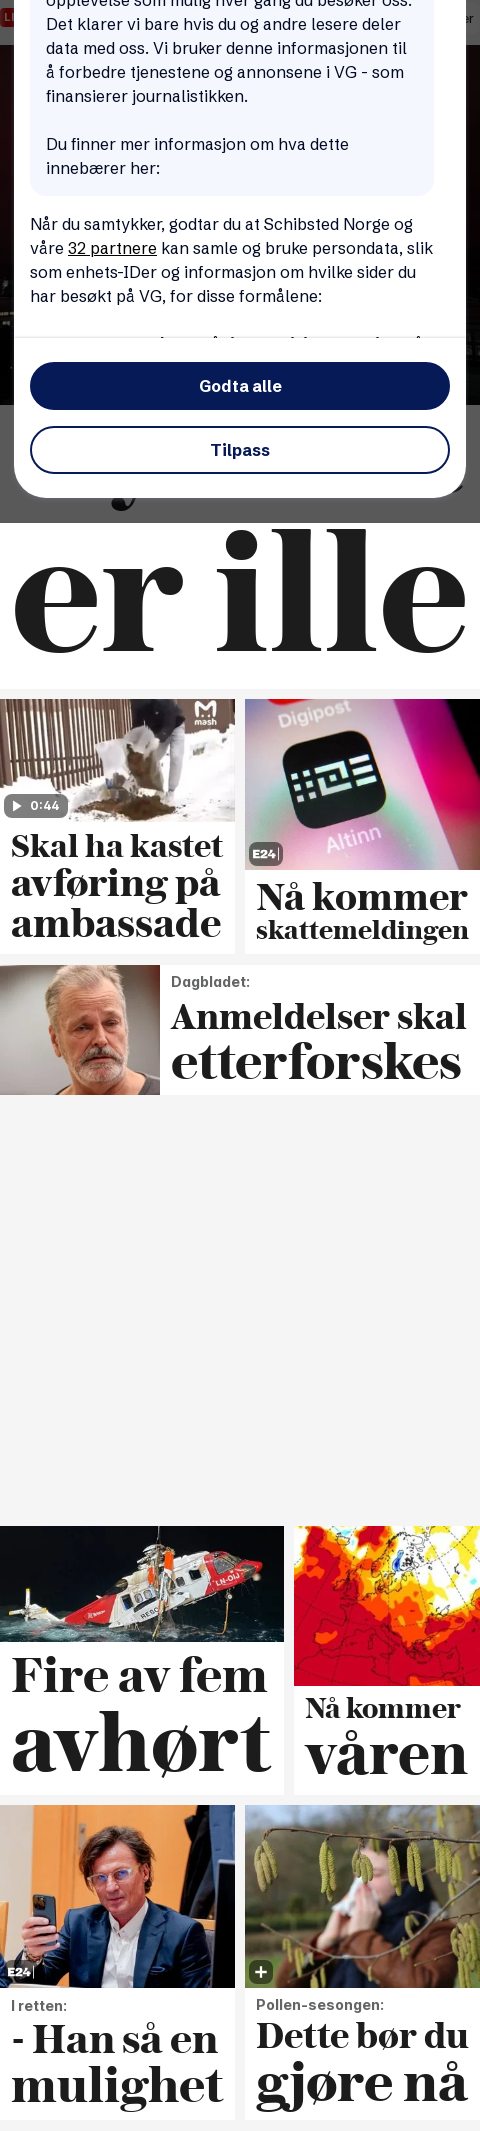 Det klarer vi bare hvis du og andre lesere deler
data med oss. Vi bruker denne informasjonen til
å forbedre tjenestene og annonsene i VG - som
finansierer journalistikken.
Du finner mer informasjon om hva dette
innebærer her:
Når du samtykker, godtar du at Schibsted Norge og
våre 32 partnere kan samle og bruke persondata, slik
som enhets-IDer og informasjon om hvilke sider du
har besøkt på VG, for disse formålene:
Godta alle
Tilpass
er ille
mash
0:44
Skal ha kastet
avføring på
ambassade
Digipost
Altinn
E24
Nå kommer
skattemeldingen
Dagbladet:
Anmeldelser skal
etterforskes
LN-OIJ
Fire av fem
avhørt
Nå kommer
våren
E24
I retten:
- Han så en
mulighet
+
Pollen-sesongen:
Dette bør du
gjøre nå